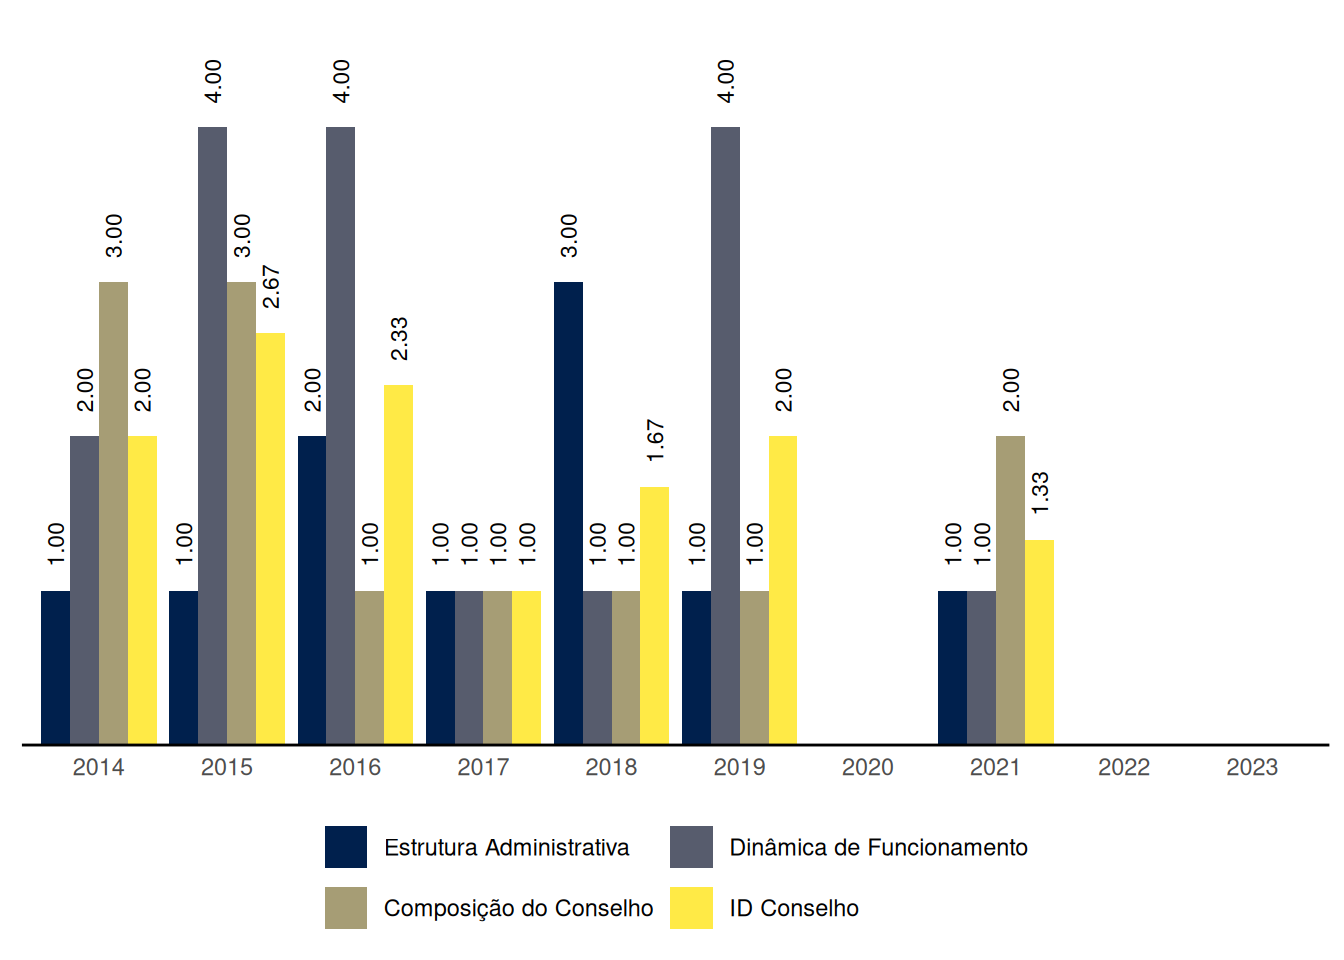 4.00 4.00 4.00
3.00 3.00 3.00
2.67
2.33
2.00 2.00 2.00 2.00 2.00
1.67
1.33
1.00 1.00 1.00 1.00 1.00 1.00 1.00 1.00 1.00 1.00 1.00 1.00 1.00
2014 2015 2016 2017 2018 2019 2020 2021 2022 2023
Estrutura Administrativa Dinâmica de Funcionamento
Composição do Conselho ID Conselho